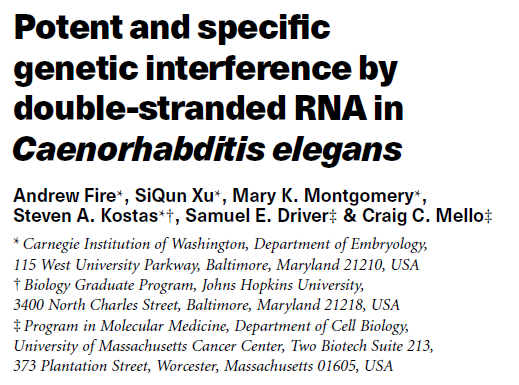 Potent and specific
genetic interference by
double-stranded RNA in
Caenorhabditis elegans
Andrew Fire*, SiQun Xu*, Mary K. Montgomery*,
Steven A. Kostas*†, Samuel E. Driver‡ & Craig C. Mello‡
* Carnegie Institution of Washington, Department of Embryology,
115 West University Parkway, Baltimore, Maryland 21210, USA
† Biology Graduate Program, Johns Hopkins University,
3400 North Charles Street, Baltimore, Maryland 21218, USA
‡ Program in Molecular Medicine, Department of Cell Biology,
University of Massachusetts Cancer Center, Two Biotech Suite 213,
373 Plantation Street, Worcester, Massachusetts 01605, USA